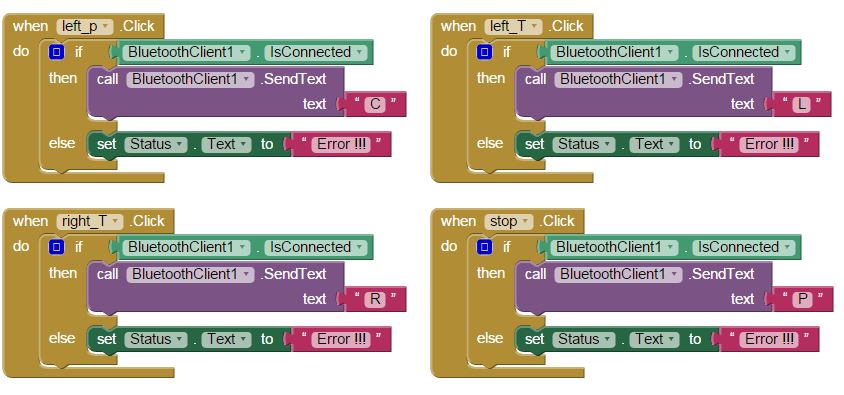 when left_p .Click
do if BluetoothClient1 . IsConnected
then call BluetoothClient1 .SendText
text " C "
else set Status . Text to " Error !!! "
when left_T .Click
do if BluetoothClient1 . IsConnected
then call BluetoothClient1 .SendText
text " L "
else set Status . Text to " Error !!! "
when right_T .Click
do if BluetoothClient1 . IsConnected
then call BluetoothClient1 .SendText
text " R "
else set Status . Text to " Error !!! "
when stop .Click
do if BluetoothClient1 . IsConnected
then call BluetoothClient1 .SendText
text " P "
else set Status . Text to " Error !!! "